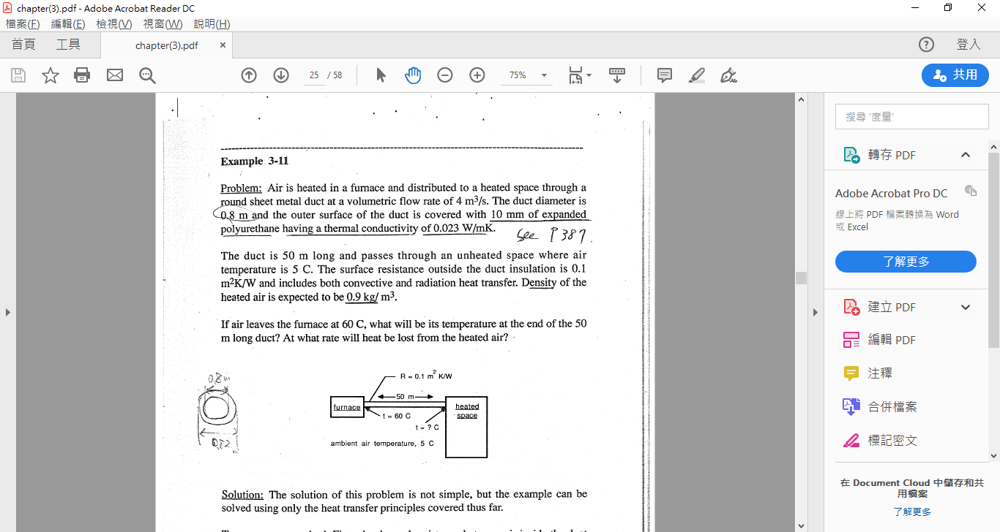 chapter(3).pdf - Adobe Acrobat Reader DC
檔案(F) 編輯(E) 檢視(V) 視窗(W) 說明(H)
首頁 工具 chapter(3).pdf × ? 登入
25 / 58 75% 共用
Example 3-11
Problem: Air is heated in a furnace and distributed to a heated space through a
round sheet metal duct at a volumetric flow rate of 4 m³/s. The duct diameter is
0.8 m and the outer surface of the duct is covered with 10 mm of expanded
polyurethane having a thermal conductivity of 0.023 W/mK.
See P387.
The duct is 50 m long and passes through an unheated space where air
temperature is 5 C. The surface resistance outside the duct insulation is 0.1
m²K/W and includes both convective and radiation heat transfer. Density of the
heated air is expected to be 0.9 kg/ m³.
If air leaves the furnace at 60 C, what will be its temperature at the end of the 50
m long duct? At what rate will heat be lost from the heated air?
0.8 m
0.82
m
R = 0.1 m² K/W
50 m
furnace
heated
space
t = 60 C
t = ? C
ambient air temperature, 5 C
Solution: The solution of this problem is not simple, but the example can be
solved using only the heat transfer principles covered thus far.
搜尋 '度量'
轉存 PDF
Adobe Acrobat Pro DC
線上將 PDF 檔案轉換為 Word
或 Excel
了解更多
建立 PDF
編輯 PDF
注釋
合併檔案
標記密文
在 Document Cloud 中儲存和共
用檔案
了解更多